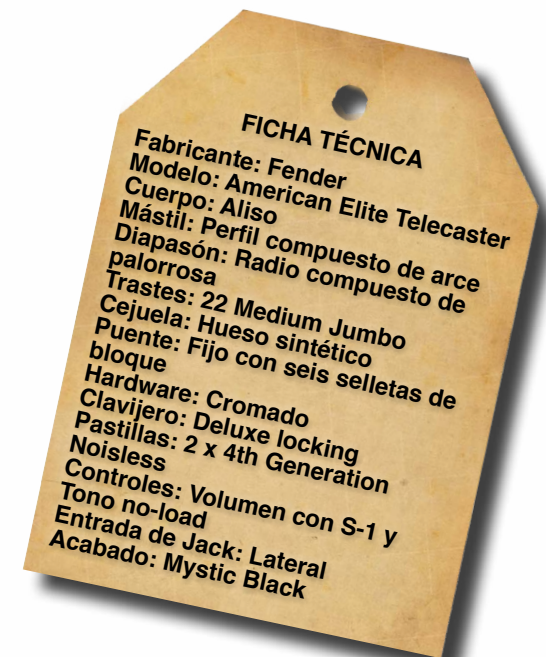 FICHA TÉCNICA
Fabricante: Fender
Modelo: American Elite Telecaster
Cuerpo: Aliso
Mástil: Perfil compuesto de arce
Diapasón: Radio compuesto de
palorrosa
Trastes: 22 Medium Jumbo
Cejuela: Hueso sintético
Puente: Fijo con seis selletas de
bloque
Hardware: Cromado
Clavijero: Deluxe locking
Pastillas: 2 x 4th Generation
Noisless
Controles: Volumen con S-1 y
Tono no-load
Entrada de Jack: Lateral
Acabado: Mystic Black